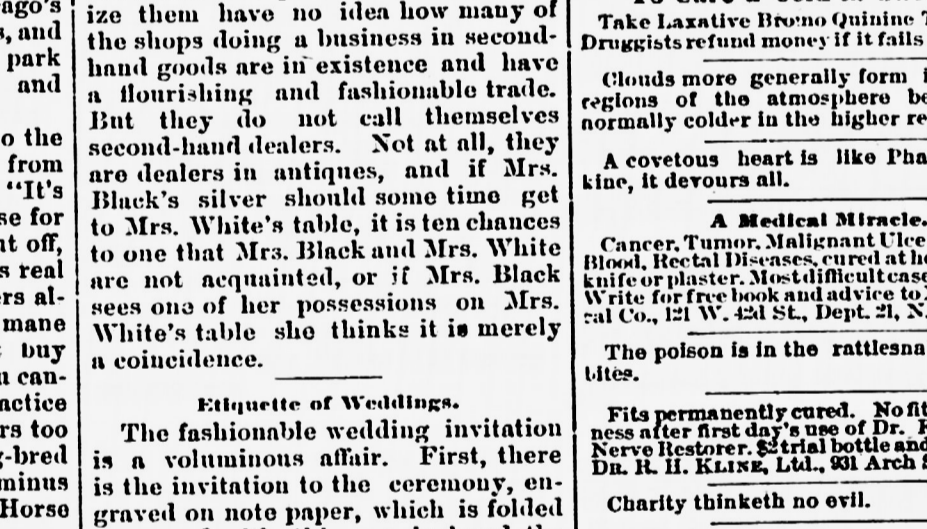 ago's
s, and
park
and
o the
from
"It's
se for
ut off,
s real
rs al-
mane
buy
n can-
actice
rs too
g-bred
minus
Horse
ize them have no idea how many of
the shops doing a business in second-
hand goods are in existence and have
a flourishing and fashionable trade.
But they do not call themselves
second-hand dealers. Not at all, they
are dealers in antiques, and if Mrs.
Black's silver should some time get
to Mrs. White's table, it is ten chances
to one that Mrs. Black and Mrs. White
are not acquainted, or if Mrs. Black
sees one of her possessions on Mrs.
White's table she thinks it is merely
a coincidence.
Etiquette of Weddings.
The fashionable wedding invitation
is a voluminous affair. First, there
is the invitation to the ceremony, en-
graved on note paper, which is folded
Take Laxative Bromo Quinine T
Druggists refund money if it fails
Clouds more generally form i
regions of the atmosphere be
normally colder in the higher re
A covetous heart is like Pha
kine, it devours all.
A Medical Miracle.
Cancer, Tumor, Malignant Ulce
Blood, Rectal Diseases, cured at ho
knife or plaster. Most difficult case
Write for free book and advice to
cal Co., 121 W. 42d St., Dept. 21, N.
The poison is in the rattlesna
bites.
Fits permanently cured. No fit
ness after first day's use of Dr. K
Nerve Restorer. $2 trial bottle and
DR. R. H. KLINE, Ltd., 931 Arch S
Charity thinketh no evil.